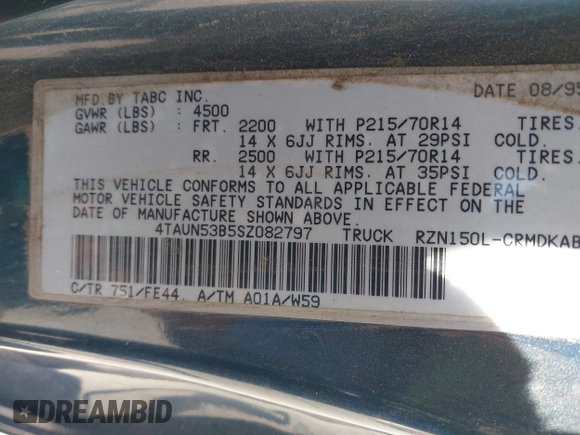 MFD.BY TABC INC. DATE 08/95
GVWR (LBS) : 4500
GAWR (LBS) : FRT. 2200 WITH P215/70R14 TIRES.
14 X 6JJ RIMS. AT 29PSI COLD.
RR. 2500 WITH P215/70R14 TIRES.
14 X 6JJ RIMS. AT 35PSI COLD.
THIS VEHICLE CONFORMS TO ALL APPLICABLE FEDERAL
MOTOR VEHICLE SAFETY STANDARDS IN EFFECT ON THE
DATE OF MANUFACTURE SHOWN ABOVE.
4TAUN53B5SZ082797 TRUCK RZN150L-CRMDKAB
C/TR 751/FE44. A/TM A01A/W59
DREAMBID